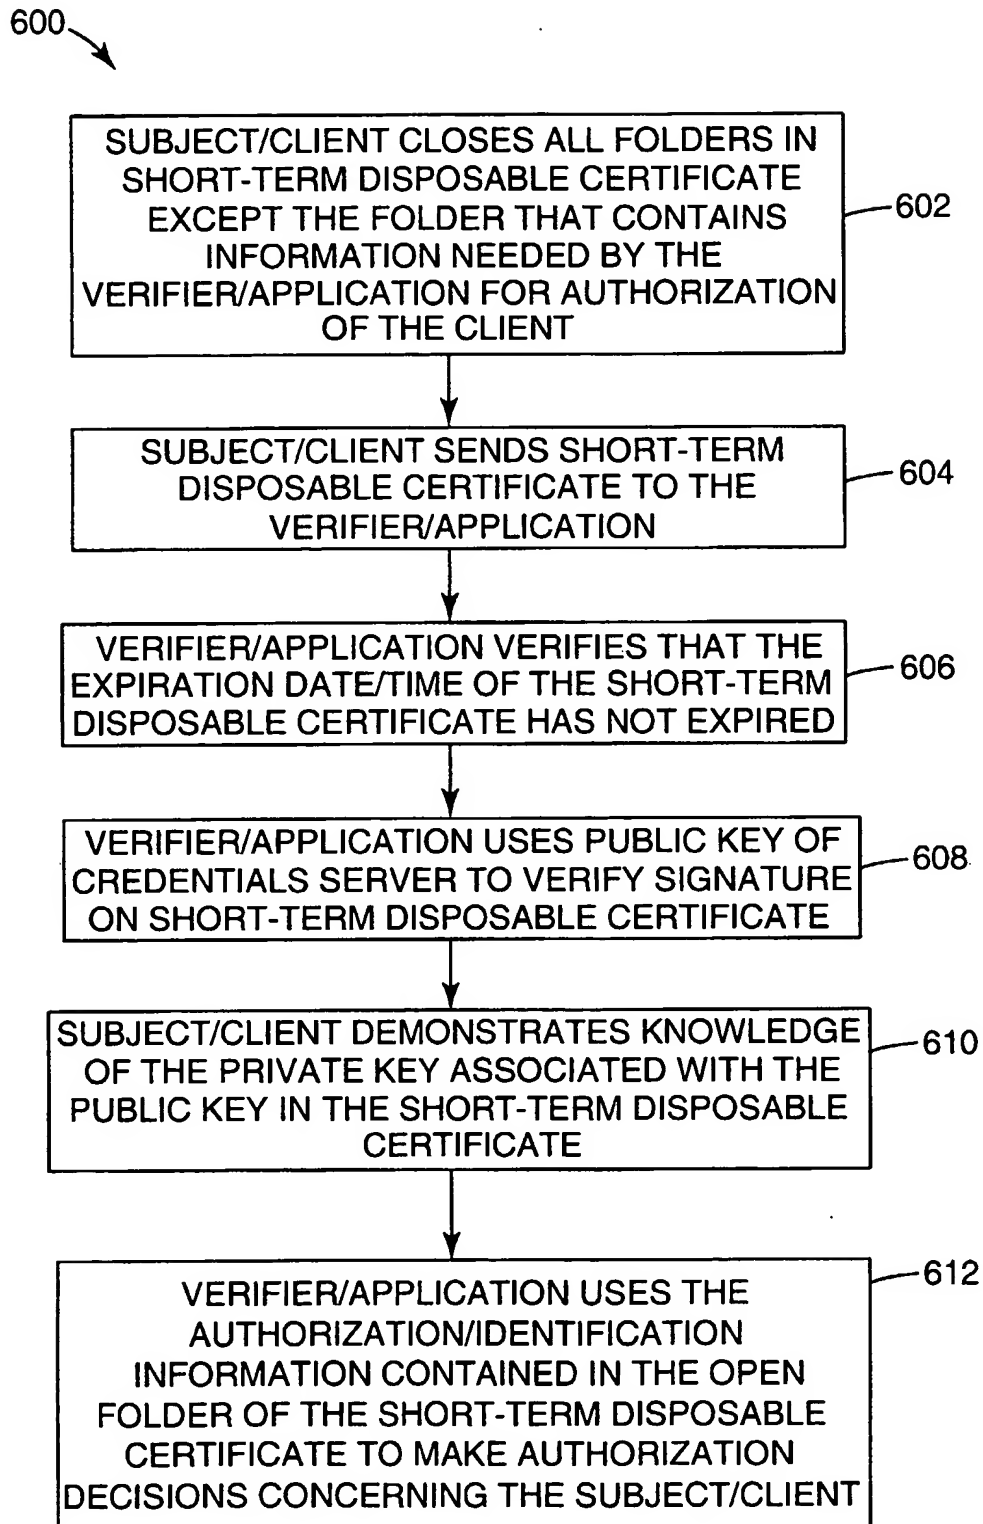 600
SUBJECT/CLIENT CLOSES ALL FOLDERS IN
SHORT-TERM DISPOSABLE CERTIFICATE
EXCEPT THE FOLDER THAT CONTAINS
INFORMATION NEEDED BY THE
VERIFIER/APPLICATION FOR AUTHORIZATION
OF THE CLIENT
602
SUBJECT/CLIENT SENDS SHORT-TERM
DISPOSABLE CERTIFICATE TO THE
VERIFIER/APPLICATION
604
VERIFIER/APPLICATION VERIFIES THAT THE
EXPIRATION DATE/TIME OF THE SHORT-TERM
DISPOSABLE CERTIFICATE HAS NOT EXPIRED
606
VERIFIER/APPLICATION USES PUBLIC KEY OF
CREDENTIALS SERVER TO VERIFY SIGNATURE
ON SHORT-TERM DISPOSABLE CERTIFICATE
608
SUBJECT/CLIENT DEMONSTRATES KNOWLEDGE
OF THE PRIVATE KEY ASSOCIATED WITH THE
PUBLIC KEY IN THE SHORT-TERM DISPOSABLE
CERTIFICATE
610
VERIFIER/APPLICATION USES THE
AUTHORIZATION/IDENTIFICATION
INFORMATION CONTAINED IN THE OPEN
FOLDER OF THE SHORT-TERM DISPOSABLE
CERTIFICATE TO MAKE AUTHORIZATION
DECISIONS CONCERNING THE SUBJECT/CLIENT
612